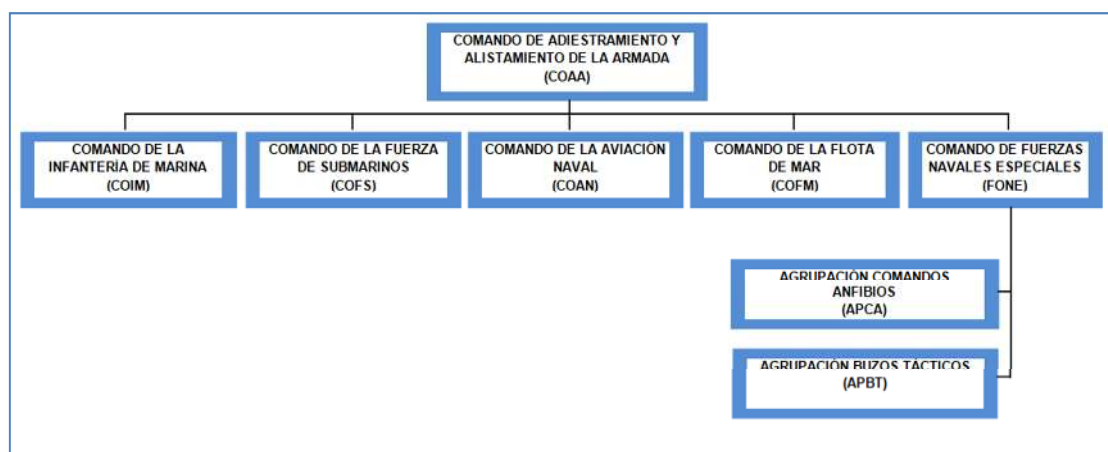 COMANDO DE ADIESTRAMIENTO Y
ALISTAMIENTO DE LA ARMADA
(COAA)
COMANDO DE LA
INFANTERÍA DE MARINA
(COIM)
COMANDO DE LA FUERZA
DE SUBMARINOS
(COFS)
COMANDO DE LA AVIACIÓN
NAVAL
(COAN)
COMANDO DE LA FLOTA
DE MAR
(COFM)
COMANDO DE FUERZAS
NAVALES ESPECIALES
(FONE)
AGRUPACIÓN COMANDOS
ANFIBIOS
(APCA)
AGRUPACIÓN BUZOS TÁCTICOS
(APBT)